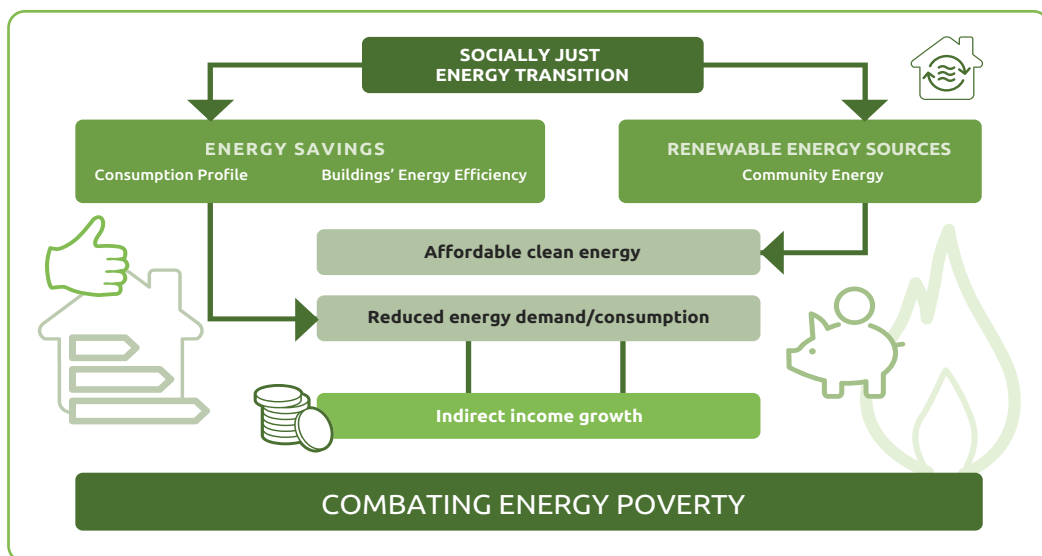 SOCIALLY JUST
ENERGY TRANSITION
ENERGY SAVINGS
Consumption Profile
Buildings’ Energy Efficiency
RENEWABLE ENERGY SOURCES
Community Energy
Affordable clean energy
Reduced energy demand/consumption
Indirect income growth
COMBATING ENERGY POVERTY